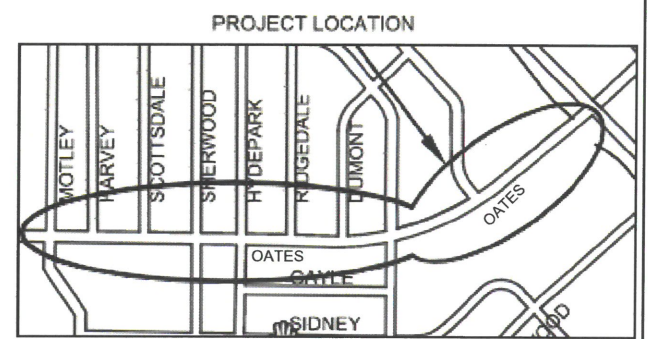 PROJECT LOCATION
MOTLEY
HARVEY
SCOTTSDALE
SHERWOOD
HYDEPARK
RIDGEDALE
DUMONT
OATES
OATES
GAYLE
SIDNEY